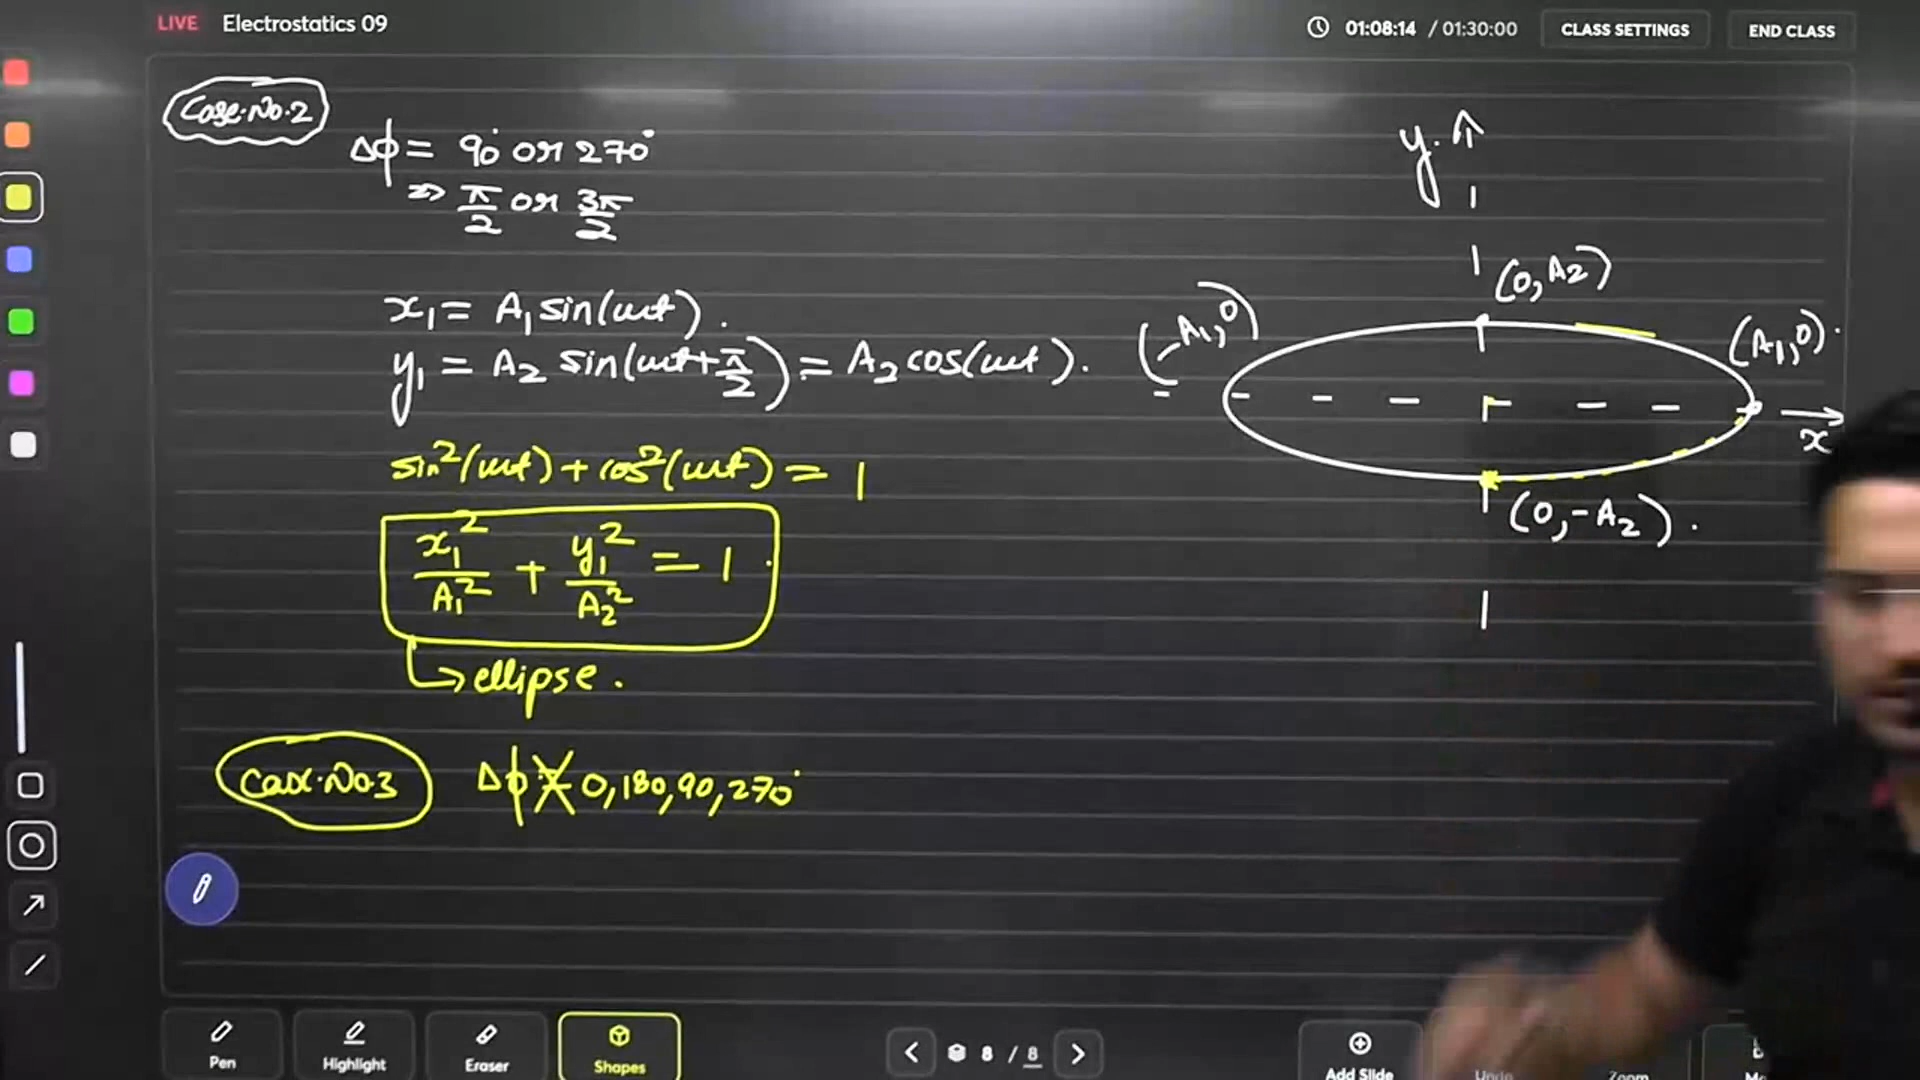 LIVE Electrostatics 09
01:08:14 / 01:30:00 CLASS SETTINGS END CLASS
Case.No.2
Δϕ = 90° or 270°
=> π/2 or 3π/2
x₁ = A₁ sin(ωt).
y₁ = A₂ sin(ωt + π/2) = A₂ cos(ωt).
sin²(ωt) + cos²(ωt) = 1
x₁²/A₁² + y₁²/A₂² = 1
↳ ellipse.
Case.No.3 Δϕ ≠ 0,180,90,270°
y
(0, A₂)
(-A₁, 0)
(A₁, 0)
x
(0, -A₂)
Pen Highlight Eraser Shapes
8 / 8
Add Slide Undo Zoom